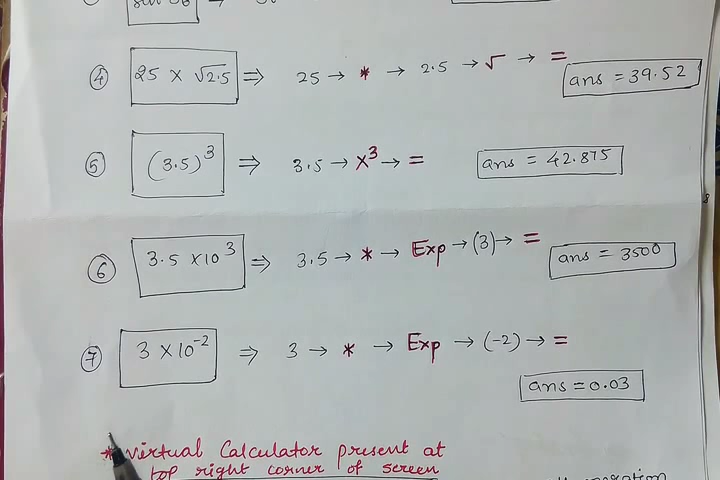 ④ 25 × √2.5 ⇒ 25 → * → 2.5 → √ → = ans = 39.52
⑤ (3.5)³ ⇒ 3.5 → X³ → = ans = 42.875
⑥ 3.5 × 10³ ⇒ 3.5 → * → Exp → (3) → = ans = 3500
⑦ 3 × 10⁻² ⇒ 3 → * → Exp → (-2) → =
ans = 0.03
* Virtual Calculator present at
top right corner of screen